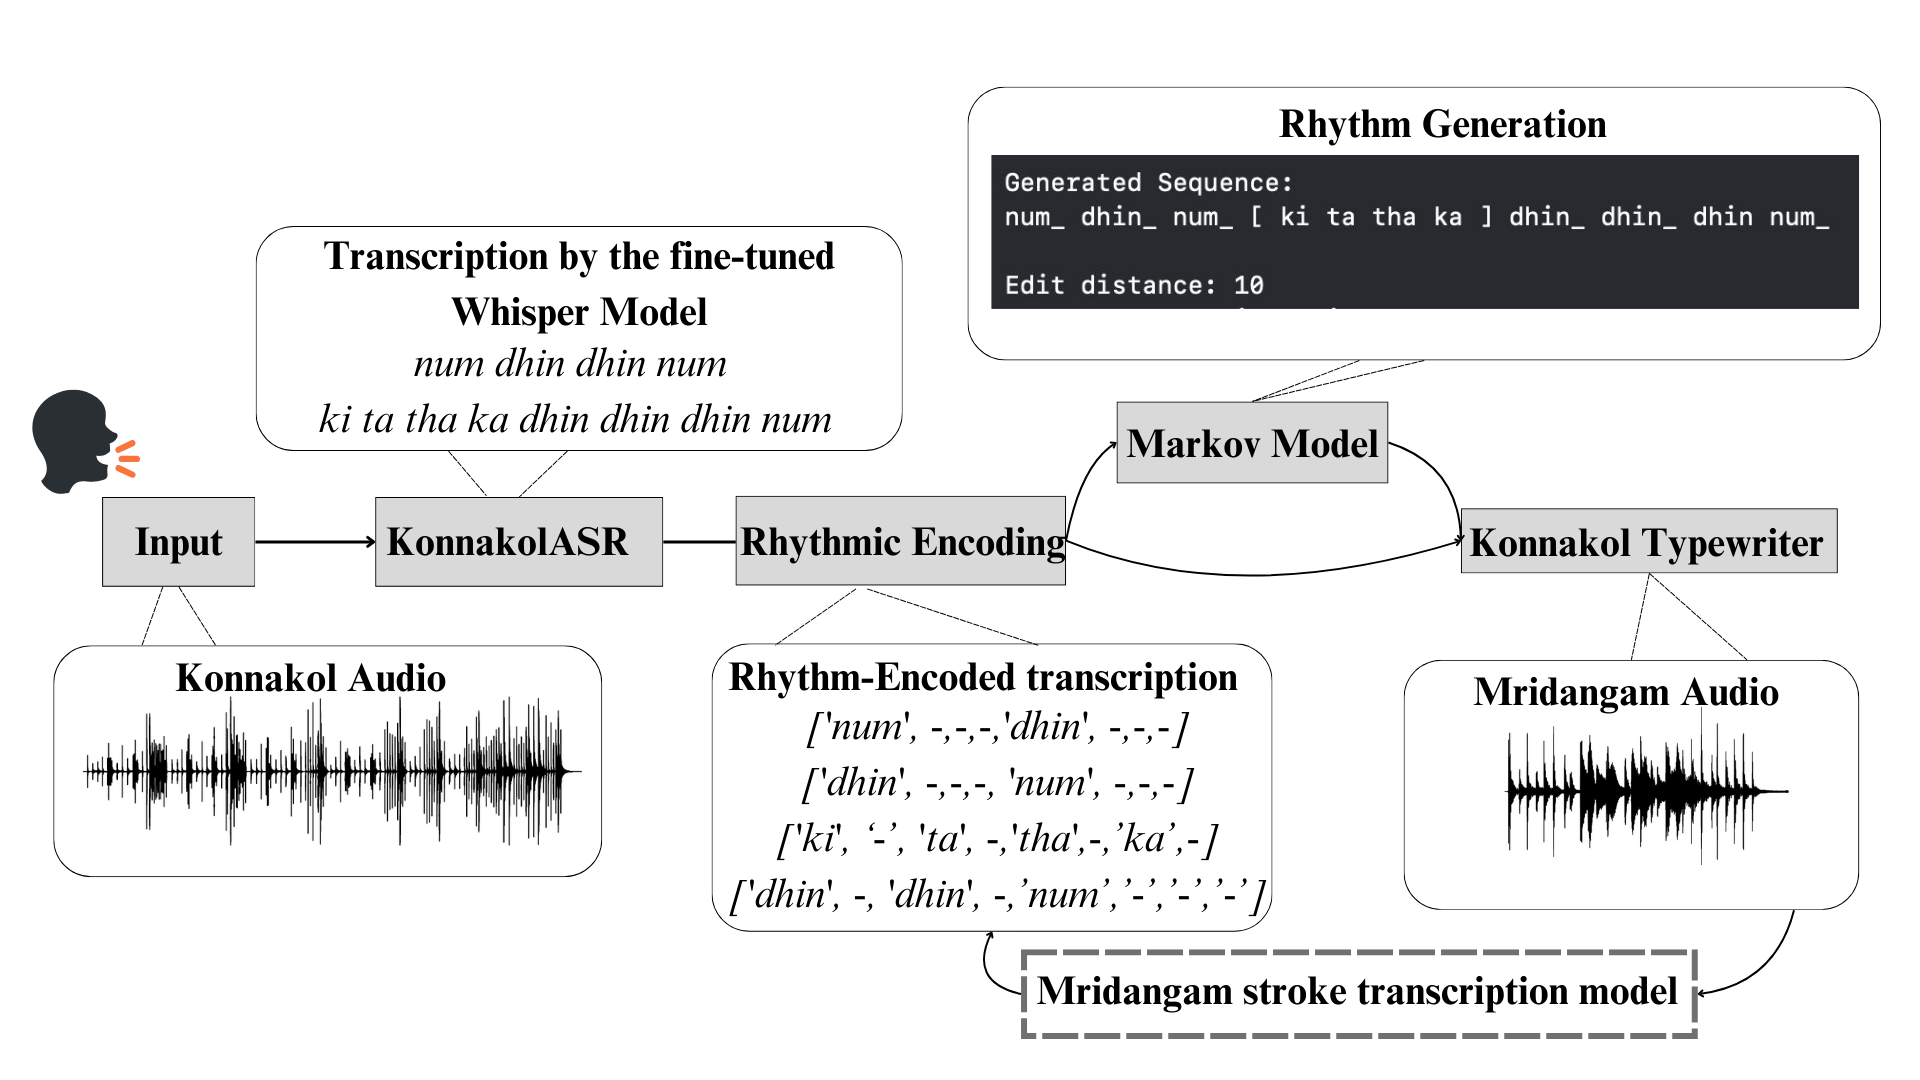 Rhythm Generation
Generated Sequence:
num_ dhin_ num_ [ ki ta tha ka ] dhin_ dhin_ dhin num_
Edit distance: 10
Transcription by the fine-tuned
Whisper Model
num dhin dhin num
ki ta tha ka dhin dhin dhin num
Markov Model
Input
KonnakolASR
Rhythmic Encoding
Konnakol Typewriter
Konnakol Audio
Rhythm-Encoded transcription
['num', -,-,-,'dhin', -,-,-]
['dhin', -,-,-, 'num', -,-,-]
['ki', ‘-’, 'ta', -,'tha',-,’ka’,-]
['dhin', -, 'dhin', -,’num’,’-’,’-’,’-’]
Mridangam Audio
Mridangam stroke transcription model